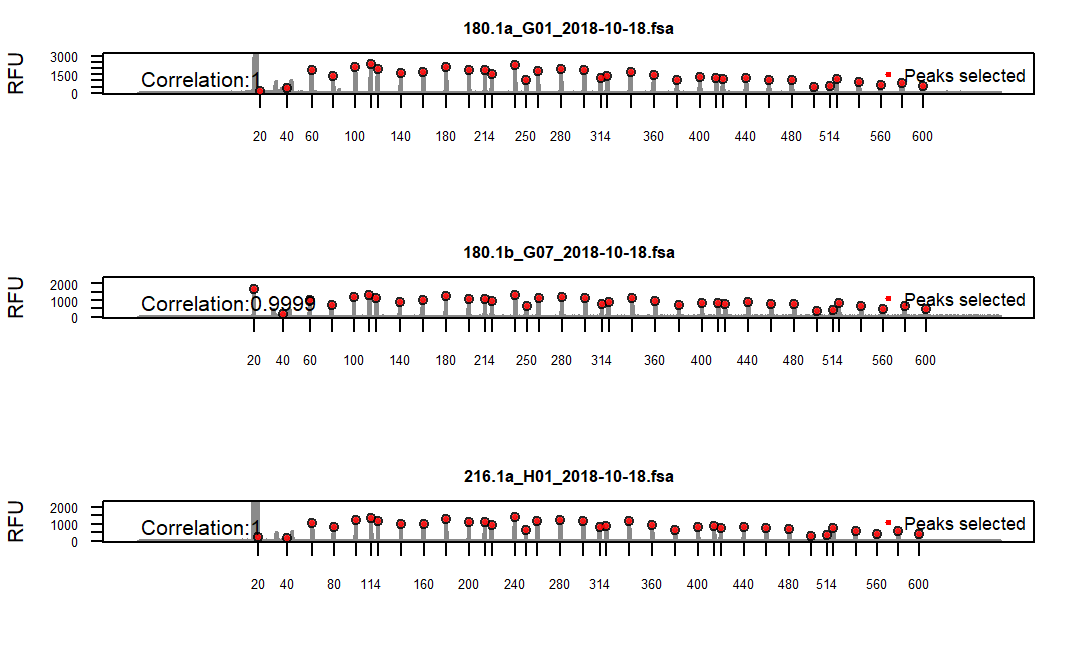 180.1a_G01_2018-10-18.fsa
RFU
3000
1500
0
Correlation:1
Peaks selected
20 40 60 100 140 180 214 250 280 314 360 400 440 480 514 560 600
180.1b_G07_2018-10-18.fsa
RFU
2000
1000
0
Correlation:0.9999
Peaks selected
20 40 60 100 140 180 214 250 280 314 360 400 440 480 514 560 600
216.1a_H01_2018-10-18.fsa
RFU
2000
1000
0
Correlation:1
Peaks selected
20 40 80 114 160 200 240 280 314 360 400 440 480 514 560 600